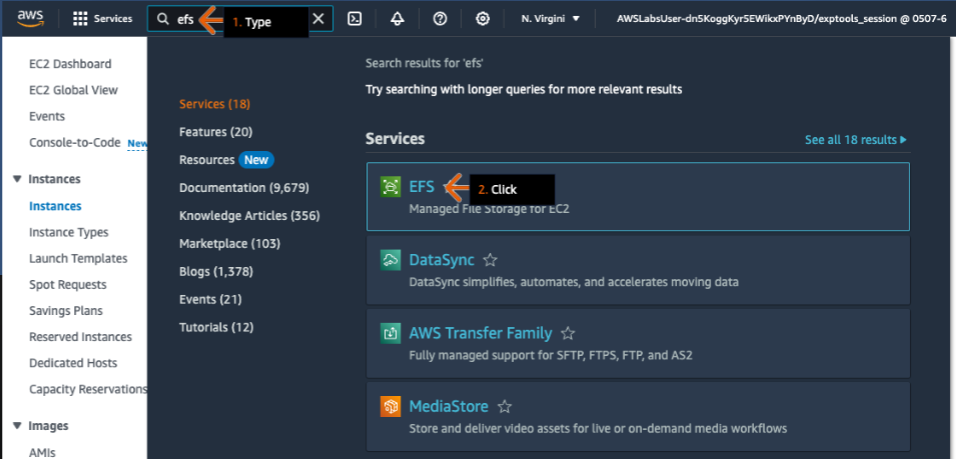 aws Services efs 1. Type N. Virgini AWSLabsUser-dn5KoggKyr5EWikxPYnByD/exptools_session @ 0507-6
EC2 Dashboard
EC2 Global View
Events
Console-to-Code New
Instances
Instances
Instance Types
Launch Templates
Spot Requests
Savings Plans
Reserved Instances
Dedicated Hosts
Capacity Reservations
Images
AMIs
Services (18)
Features (20)
Resources New
Documentation (9,679)
Knowledge Articles (356)
Marketplace (103)
Blogs (1,378)
Events (21)
Tutorials (12)
Search results for 'efs'
Try searching with longer queries for more relevant results
Services See all 18 results
EFS 2. Click
Managed File Storage for EC2
DataSync
DataSync simplifies, automates, and accelerates moving data
AWS Transfer Family
Fully managed support for SFTP, FTPS, FTP, and AS2
MediaStore
Store and deliver video assets for live or on-demand media workflows